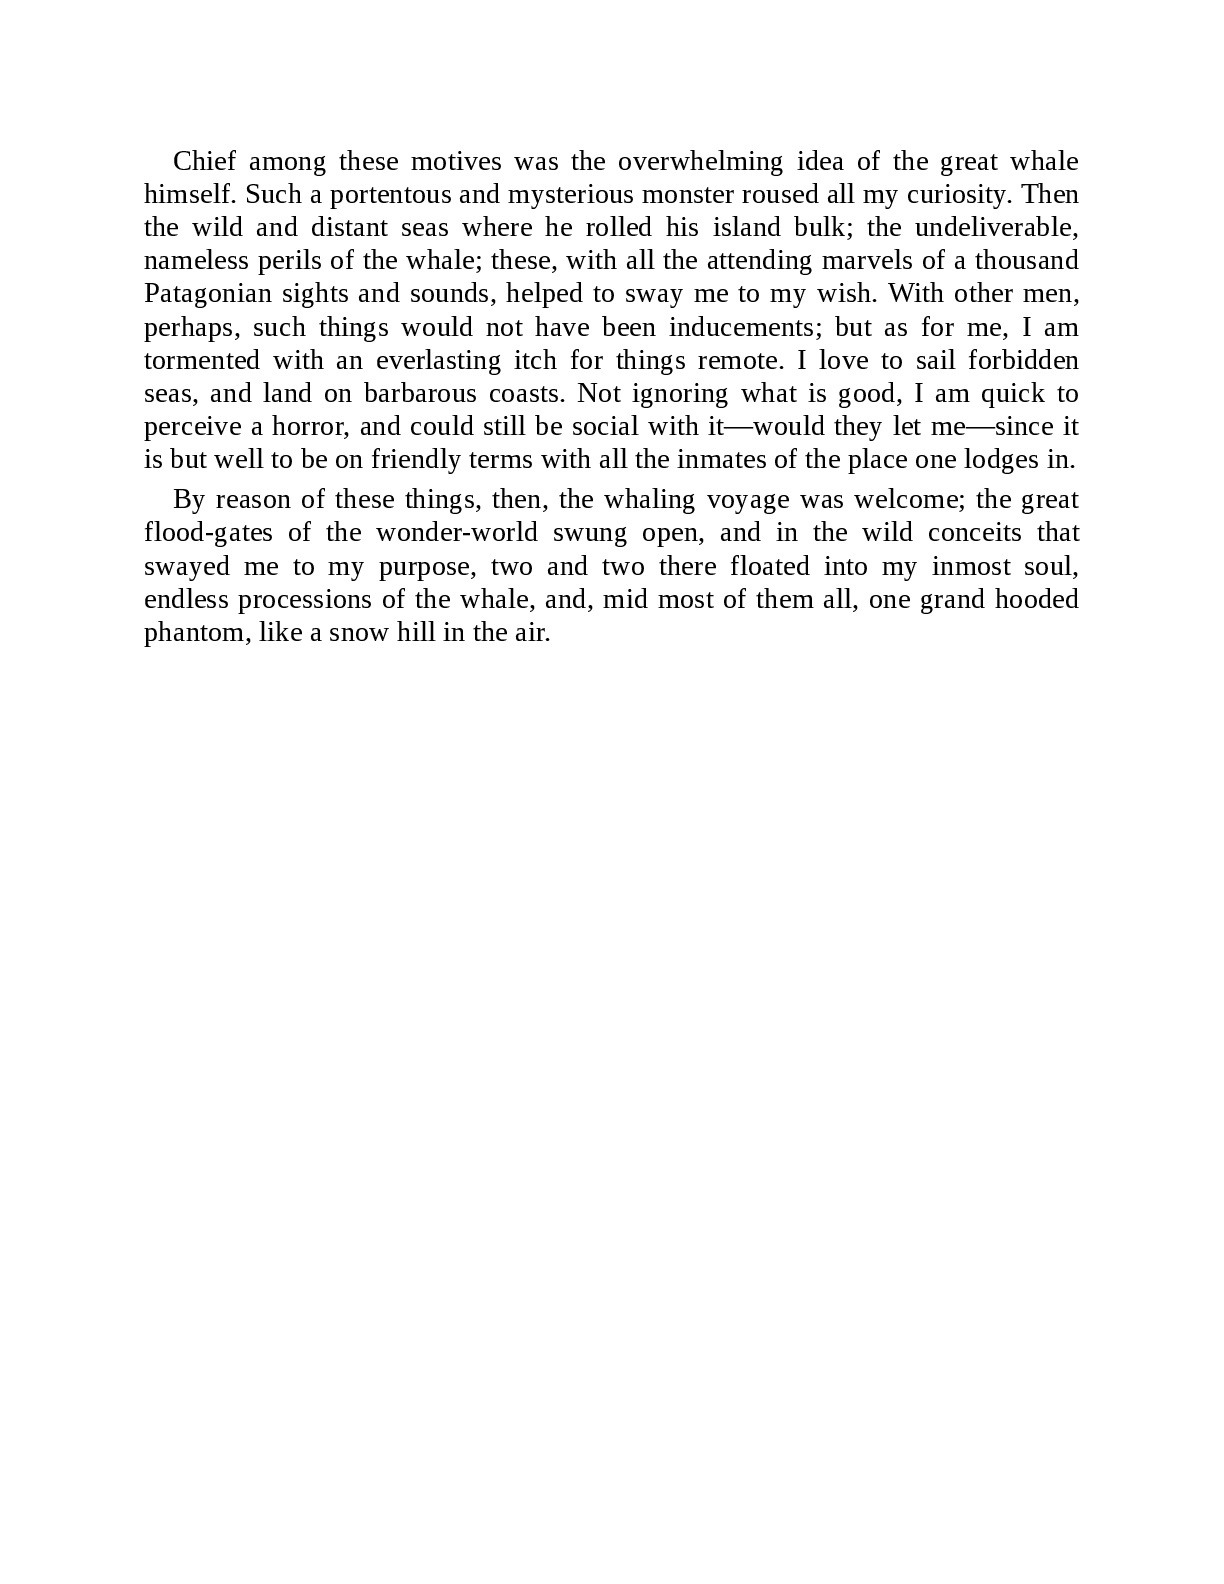 Chief among these motives was the overwhelming idea of the great whale
himself. Such a portentous and mysterious monster roused all my curiosity. Then
the wild and distant seas where he rolled his island bulk; the undeliverable,
nameless perils of the whale; these, with all the attending marvels of a thousand
Patagonian sights and sounds, helped to sway me to my wish. With other men,
perhaps, such things would not have been inducements; but as for me, I am
tormented with an everlasting itch for things remote. I love to sail forbidden
seas, and land on barbarous coasts. Not ignoring what is good, I am quick to
perceive a horror, and could still be social with it—would they let me—since it
is but well to be on friendly terms with all the inmates of the place one lodges in.
By reason of these things, then, the whaling voyage was welcome; the great
flood-gates of the wonder-world swung open, and in the wild conceits that
swayed me to my purpose, two and two there floated into my inmost soul,
endless processions of the whale, and, mid most of them all, one grand hooded
phantom, like a snow hill in the air.